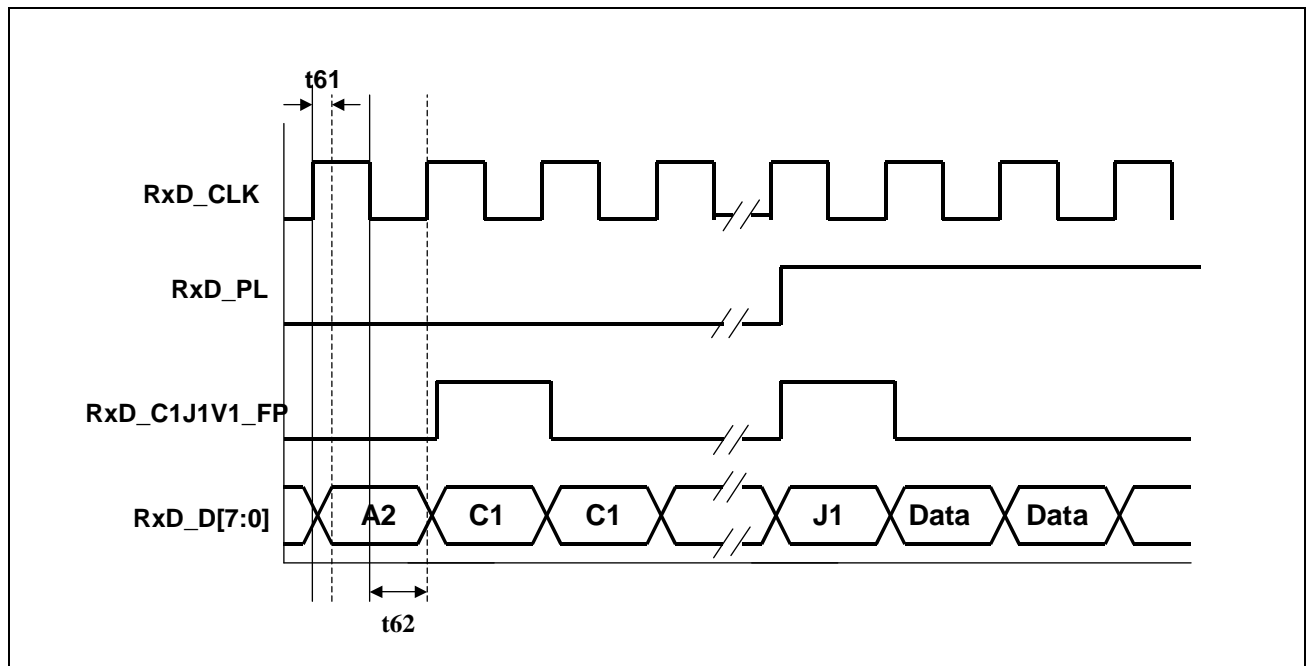 t61
RxD_CLK
RxD_PL
RxD_C1J1V1_FP
RxD_D[7:0]
A2
C1
C1
J1
Data
Data
t62